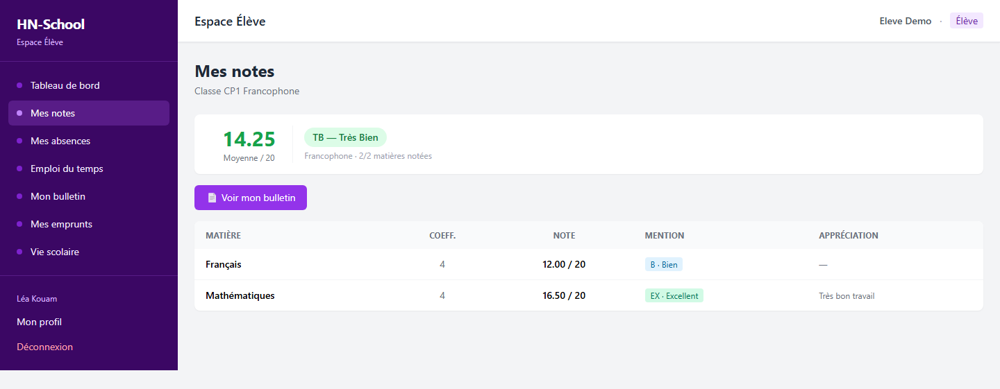 HN-School
Espace Élève
Tableau de bord
Mes notes
Mes absences
Emploi du temps
Mon bulletin
Mes emprunts
Vie scolaire
Léa Kouam
Mon profil
Déconnexion
Espace Élève
Eleve Demo · Élève
Mes notes
Classe CP1 Francophone
14.25
Moyenne / 20
TB — Très Bien
Francophone · 2/2 matières notées
Voir mon bulletin
MATIÈRE COEFF. NOTE MENTION APPRÉCIATION
Français 4 12.00 / 20 B · Bien —
Mathématiques 4 16.50 / 20 EX · Excellent Très bon travail